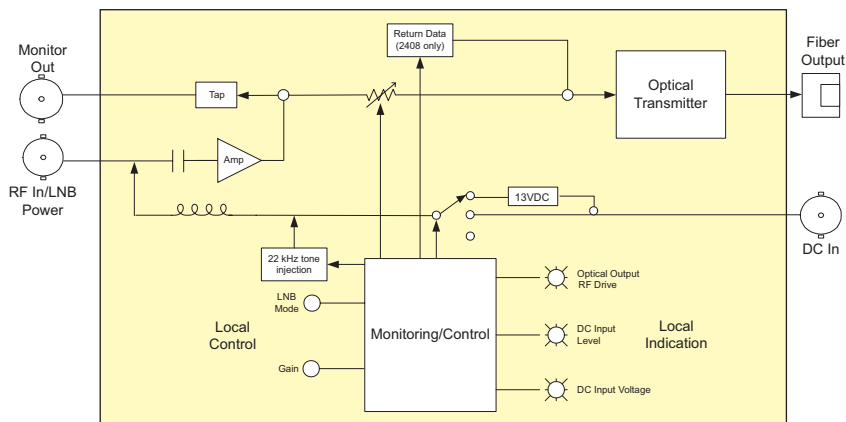 Return Data
(2408 only)
Monitor
Out
Fiber
Output
Tap
Optical
Transmitter
Amp
RF In/LNB
Power
13VDC
DC In
22 kHz tone
injection
Optical Output
RF Drive
LNB
Mode
Local
Control
Monitoring/Control
DC Input
Level
Local
Indication
Gain
DC Input Voltage